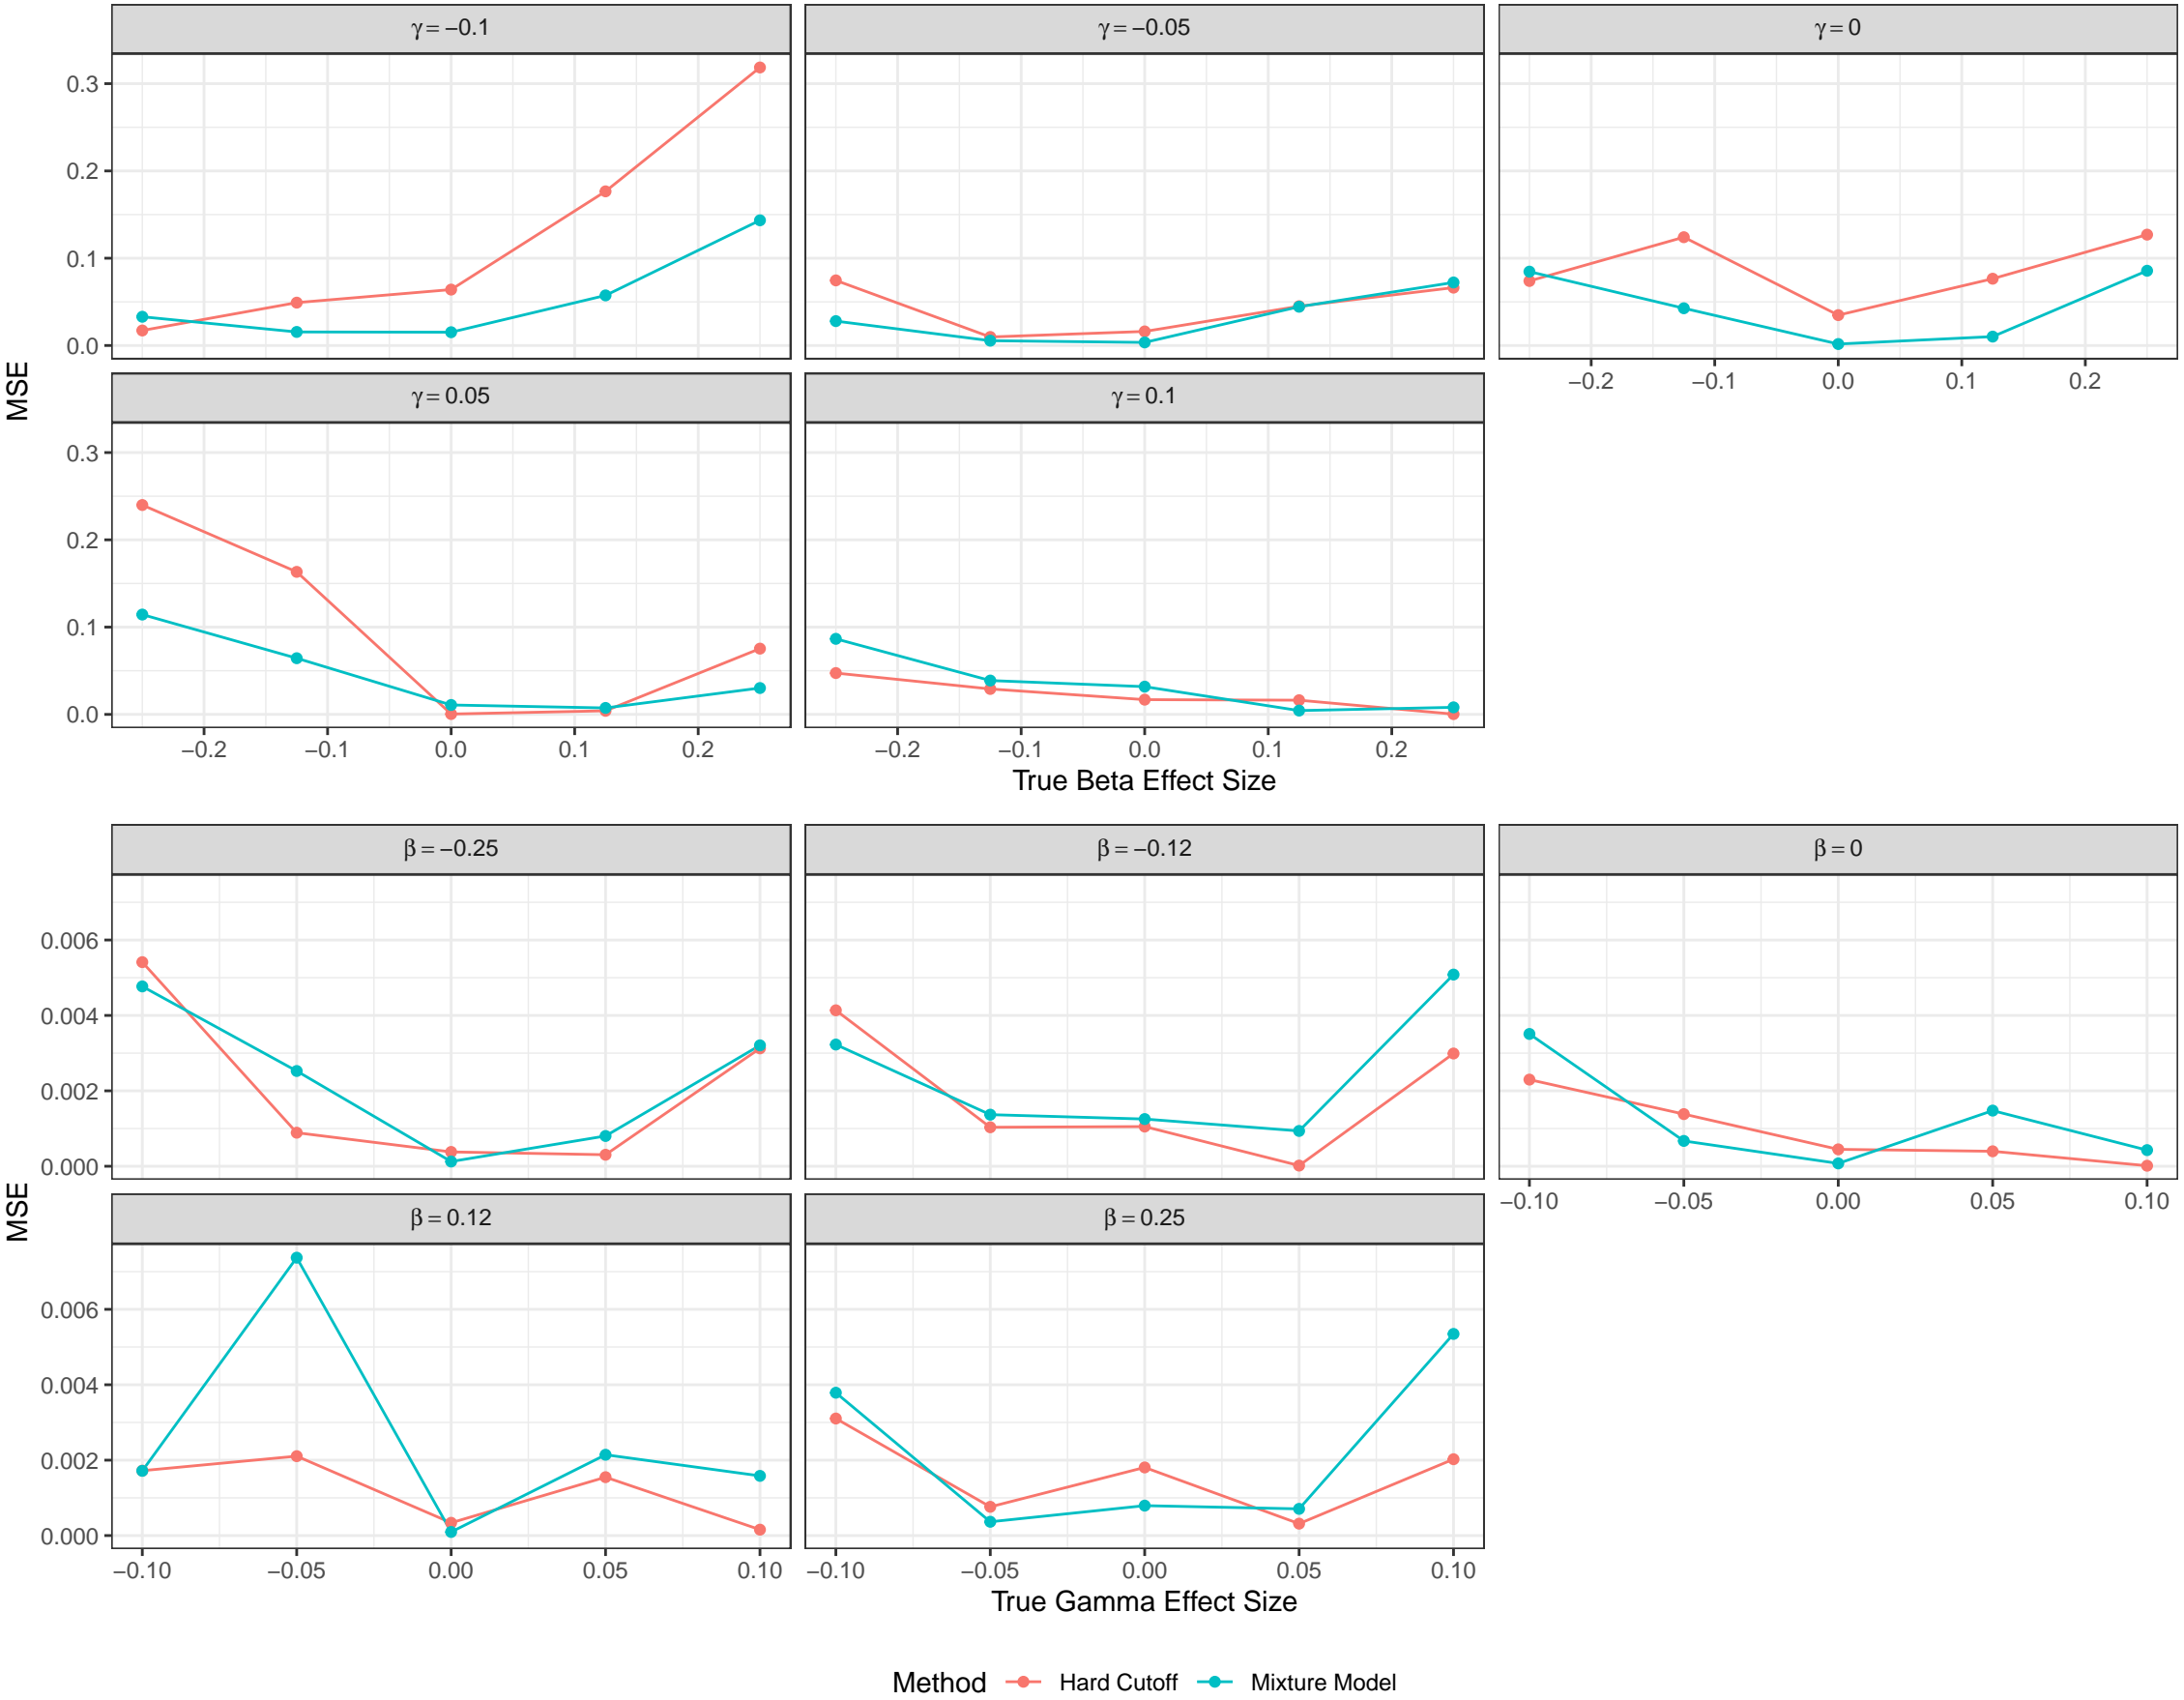 γ = −0.1
γ = −0.05
γ = 0
0.3
0.2
0.1
0.0
−0.2 −0.1 0.0 0.1 0.2
MSE
γ = 0.05
γ = 0.1
0.3
0.2
0.1
0.0
−0.2 −0.1 0.0 0.1 0.2
−0.2 −0.1 0.0 0.1 0.2
True Beta Effect Size
β = −0.25
β = −0.12
β = 0
0.006
0.004
0.002
0.000
−0.10 −0.05 0.00 0.05 0.10
MSE
β = 0.12
β = 0.25
0.006
0.004
0.002
0.000
−0.10 −0.05 0.00 0.05 0.10
−0.10 −0.05 0.00 0.05 0.10
True Gamma Effect Size
Method Hard Cutoff Mixture Model